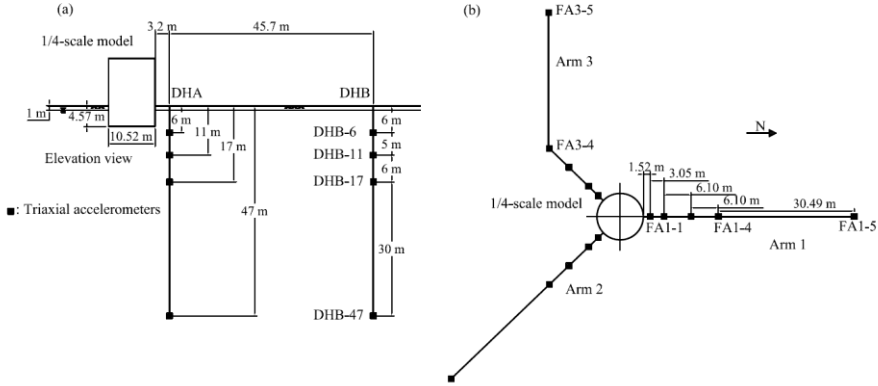 (a)
3.2 m
45.7 m
1/4-scale model
DHA
DHB
1 m
4.57 m
10.52 m
Elevation view
6 m
11 m
17 m
47 m
DHB-6
DHB-11
DHB-17
DHB-47
6 m
5 m
6 m
30 m
■: Triaxial accelerometers
(b)
FA3-5
Arm 3
N
FA3-4
1.52 m
3.05 m
6.10 m
6.10 m
30.49 m
1/4-scale model
FA1-1
FA1-4
FA1-5
Arm 1
Arm 2